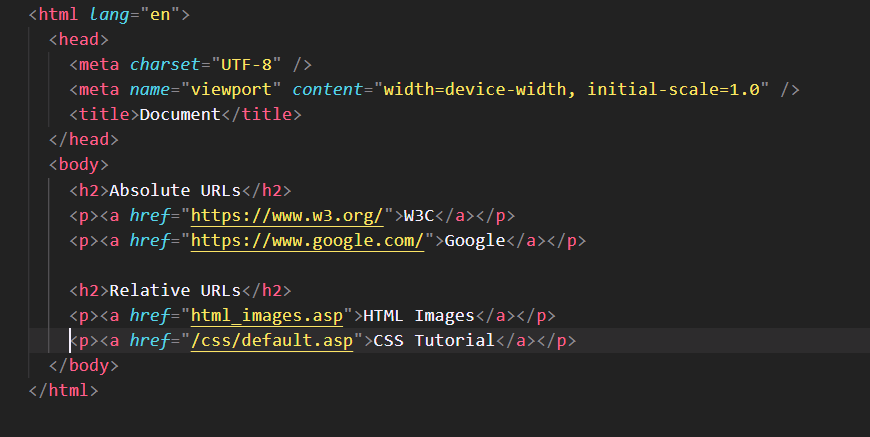 <html lang="en">
<head>
<meta charset="UTF-8" />
<meta name="viewport" content="width=device-width, initial-scale=1.0" />
<title>Document</title>
</head>
<body>
<h2>Absolute URLs</h2>
<p><a href="https://www.w3.org/">W3C</a></p>
<p><a href="https://www.google.com/">Google</a></p>
<h2>Relative URLs</h2>
<p><a href="html_images.asp">HTML Images</a></p>
<p><a href="/css/default.asp">CSS Tutorial</a></p>
</body>
</html>